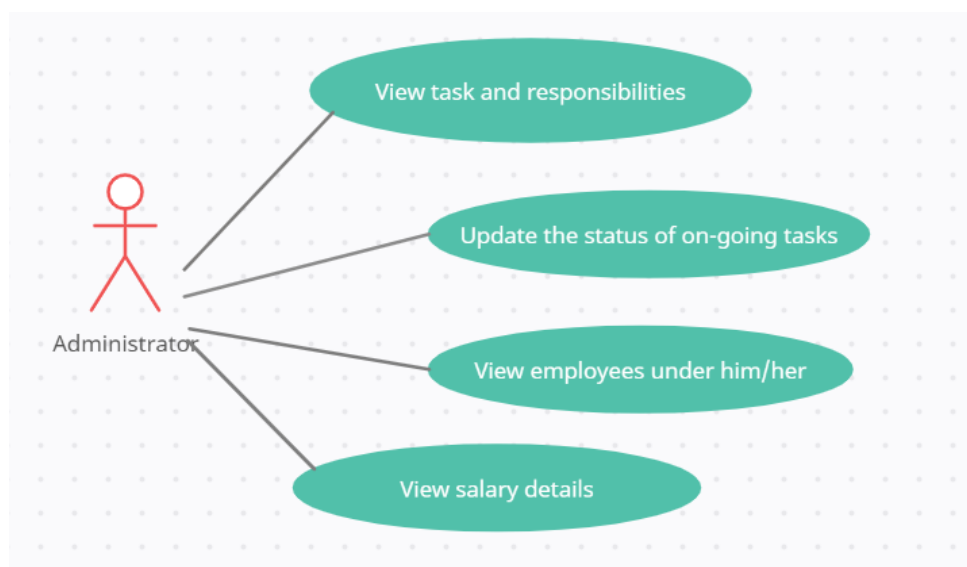 View task and responsibilities
Update the status of on-going tasks
Administrator
View employees under him/her
View salary details